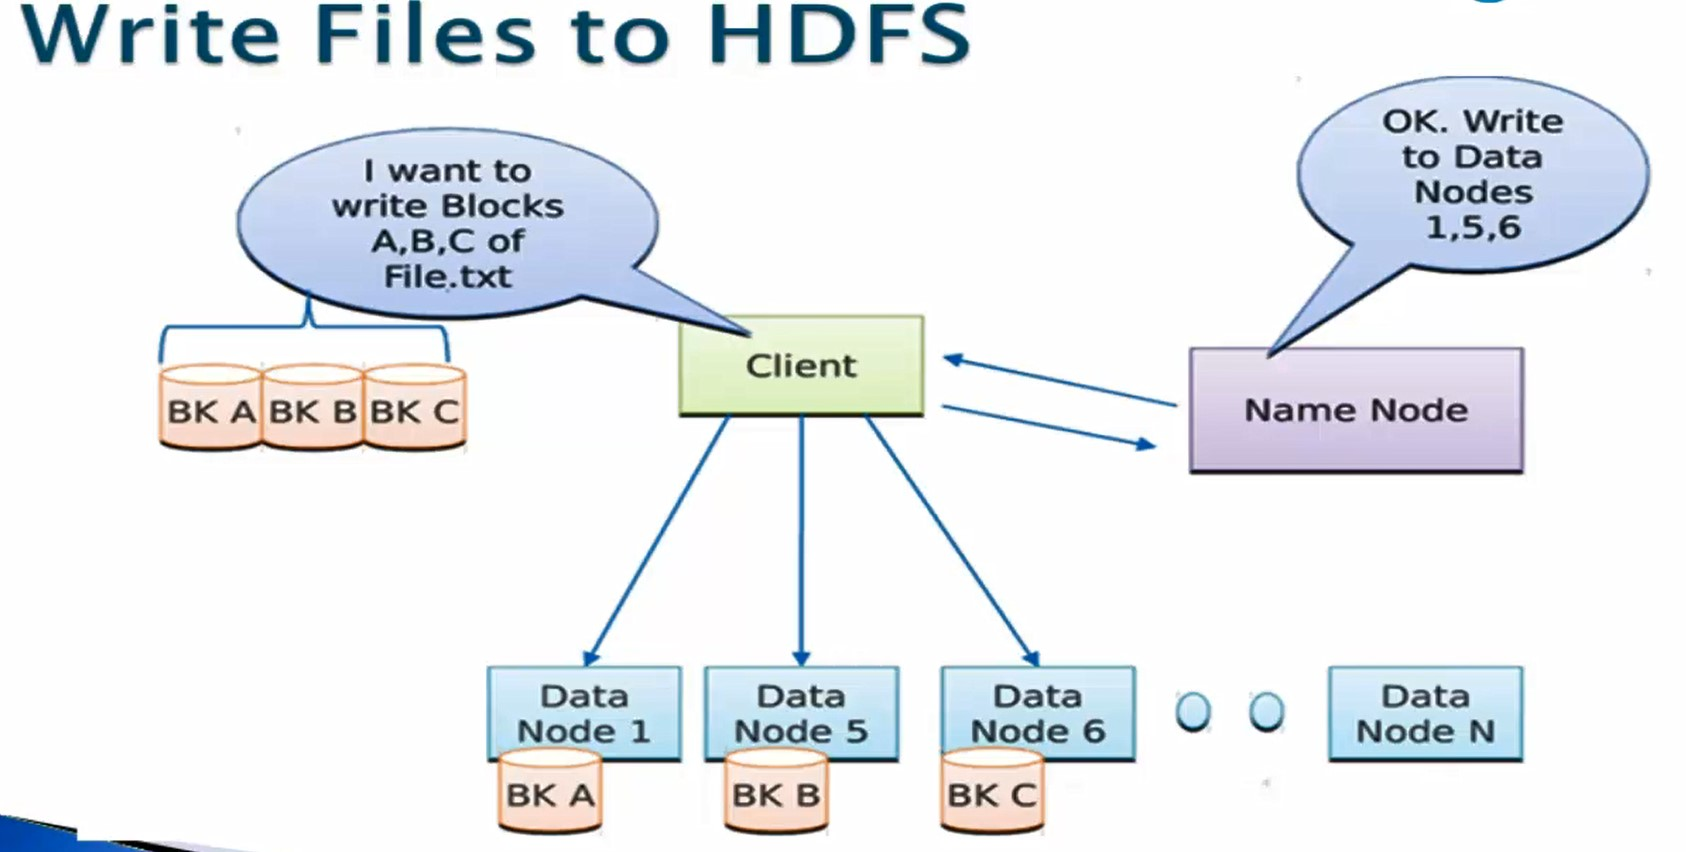 Write Files to HDFS
I want to
write Blocks
A,B,C of
File.txt
OK. Write
to Data
Nodes
1,5,6
BK A
BK B
BK C
Client
Name Node
Data
Node 1
Data
Node 5
Data
Node 6
Data
Node N
BK A
BK B
BK C